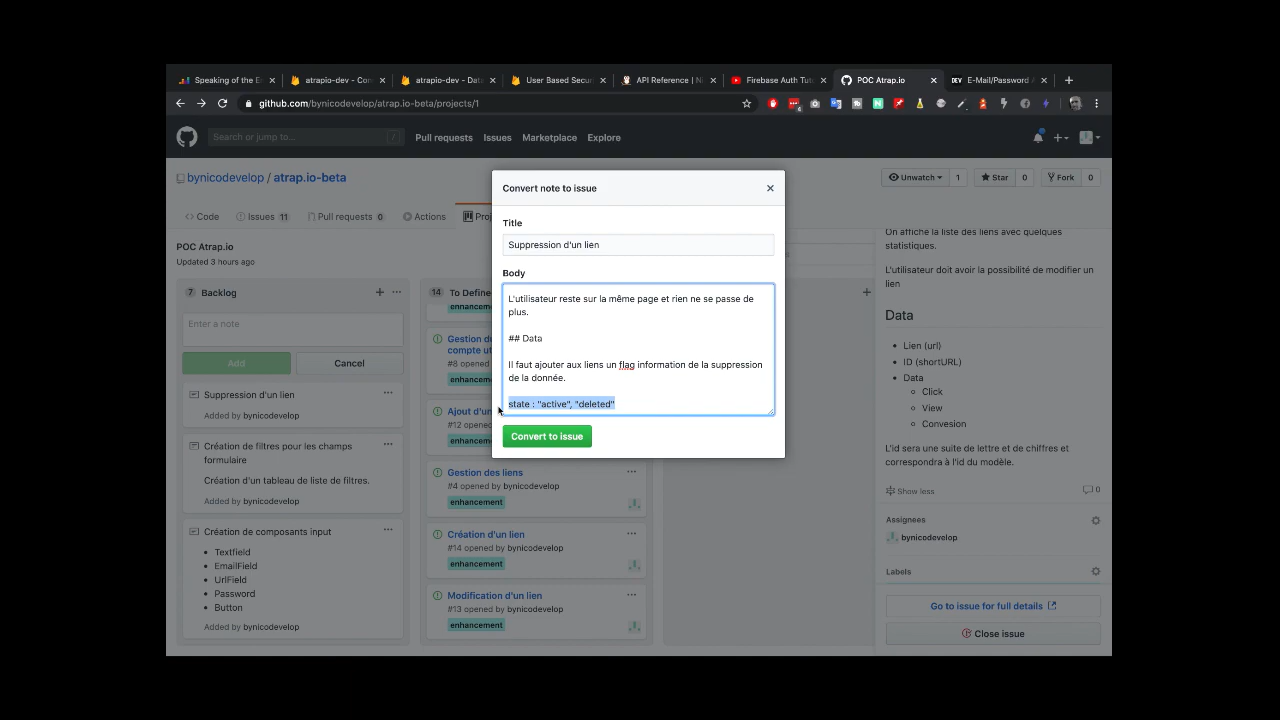 Speaking of the E
atrapio-dev - Con
atrapio-dev - Dat
User Based Secur
API Reference | N
Firebase Auth Tut
POC Atrap.io
DEV E-Mail/Password
github.com/bynicodevelop/atrap.io-beta/projects/1
Search or jump to...
/
Pull requests
Issues
Marketplace
Explore
bynicodevelop / atrap.io-beta
Unwatch 1
Star 0
Fork 0
Code
Issues 11
Pull requests 0
Actions
Proj
POC Atrap.io
Updated 3 hours ago
7 Backlog
Enter a note
Add
Cancel
Suppression d'un lien
Added by bynicodevelop
Création de filtres pour les champs
formulaire
Création d'un tableau de liste de filtres.
Added by bynicodevelop
Création de composants input
Textfield
EmailField
UrlField
Password
Button
Added by bynicodevelop
14 To Define
enhancement
Gestion de
compte ut
#8 opened
enhancement
Ajout d'un
#12 opened
enhancement
Gestion des liens
#4 opened by bynicodevelop
enhancement
Création d'un lien
#14 opened by bynicodevelop
enhancement
Modification d'un lien
#13 opened by bynicodevelop
enhancement
Convert note to issue
Title
Suppression d'un lien
Body
L'utilisateur reste sur la même page et rien ne se passe de
plus.
## Data
Il faut ajouter aux liens un flag information de la suppression
de la donnée.
state : "active", "deleted"
Convert to issue
On affiche la liste des liens avec quelques
statistiques.
L'utilisateur doit avoir la possibilité de modifier un
lien
Data
Lien (url)
ID (shortURL)
Data
Click
View
Convesion
L'id sera une suite de lettre et de chiffres et
correspondra à l'id du modèle.
Show less
0
Assignees
bynicodevelop
Labels
Go to issue for full details
Close issue